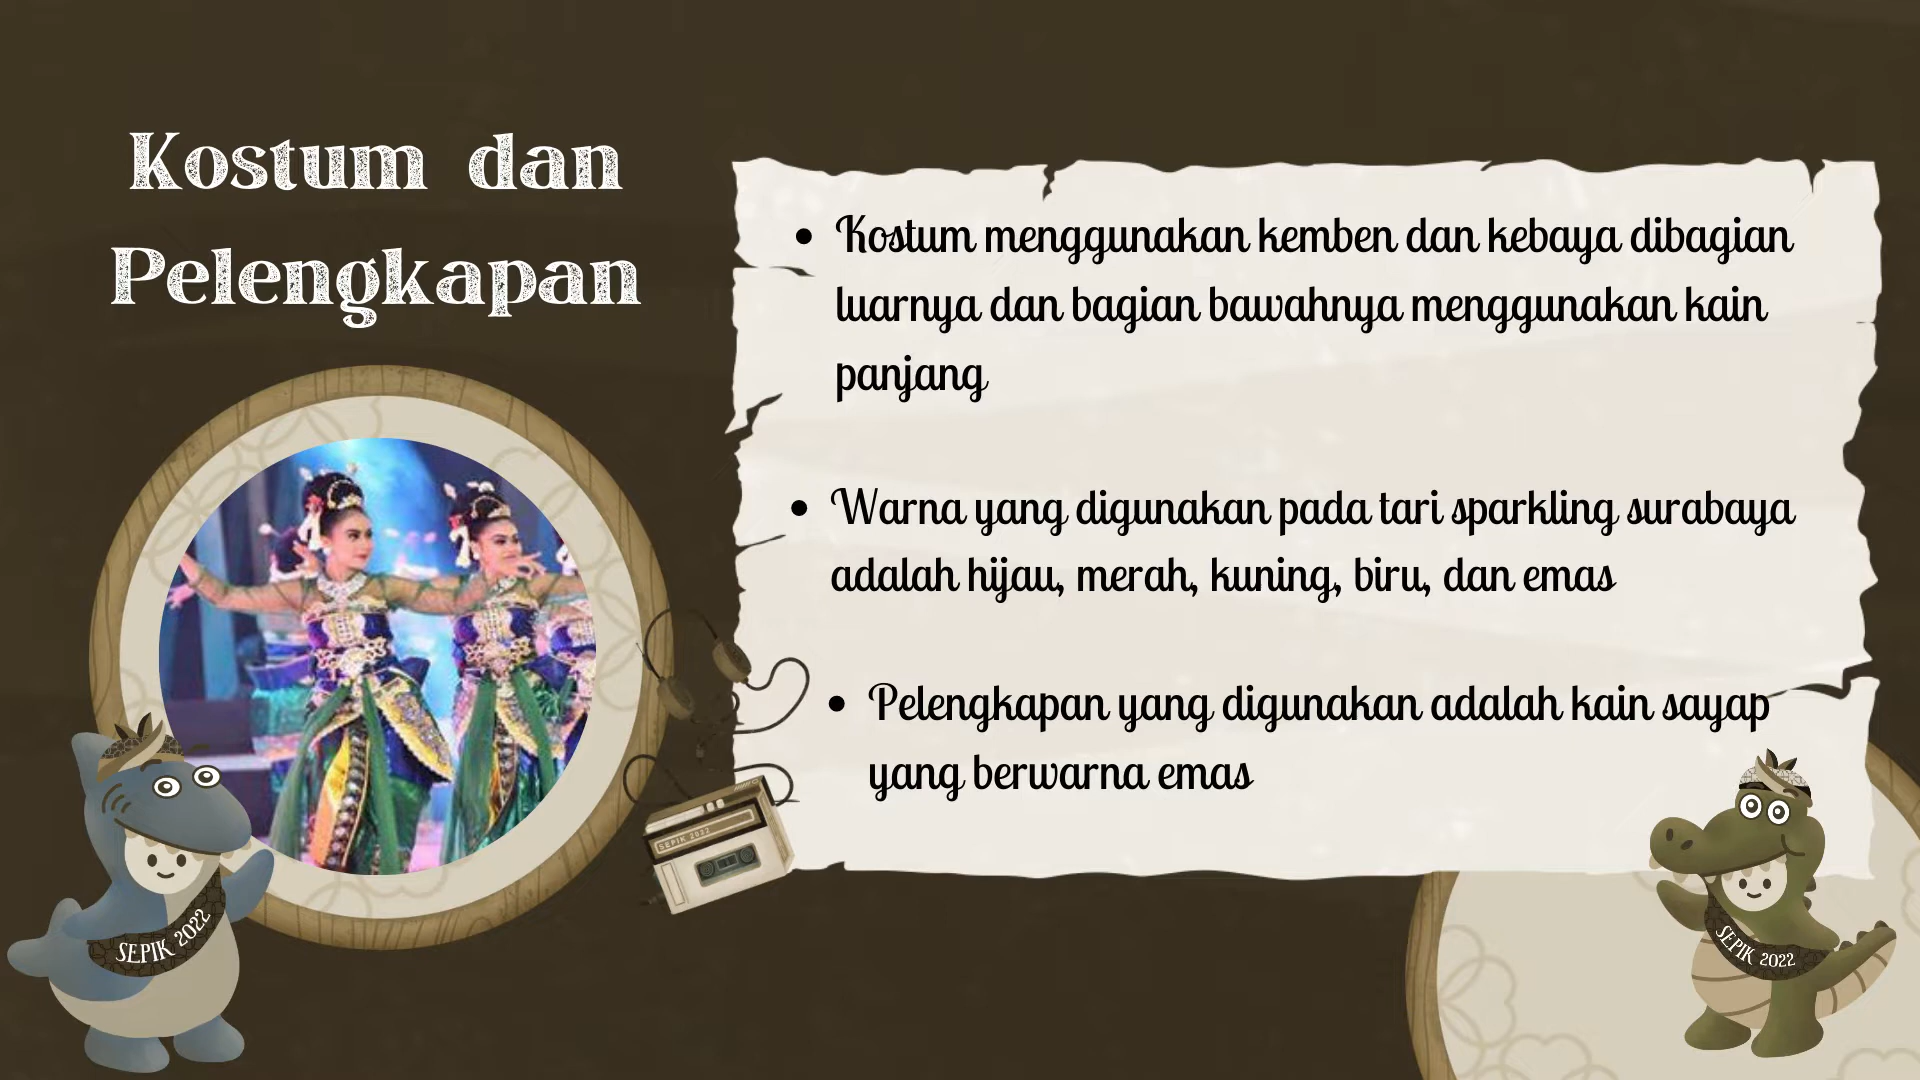 Kostum dan
Pelengkapan
• Kostum menggunakan kemben dan kebaya dibagian
luarnya dan bagian bawahnya menggunakan kain
panjang
• Warna yang digunakan pada tari sparkling surabaya
adalah hijau, merah, kuning, biru, dan emas
• Pelengkapan yang digunakan adalah kain sayap
yang berwarna emas
SEPIK 2022
SEPIK 2022
SEPIK 2022